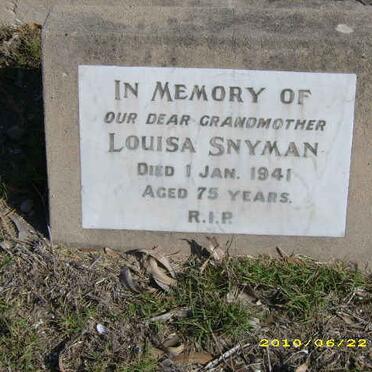 IN MEMORY OF
OUR DEAR GRANDMOTHER
LOUISA SNYMAN
DIED 1 JAN. 1941
AGED 75 YEARS.
R.I.P.
2010/06/22